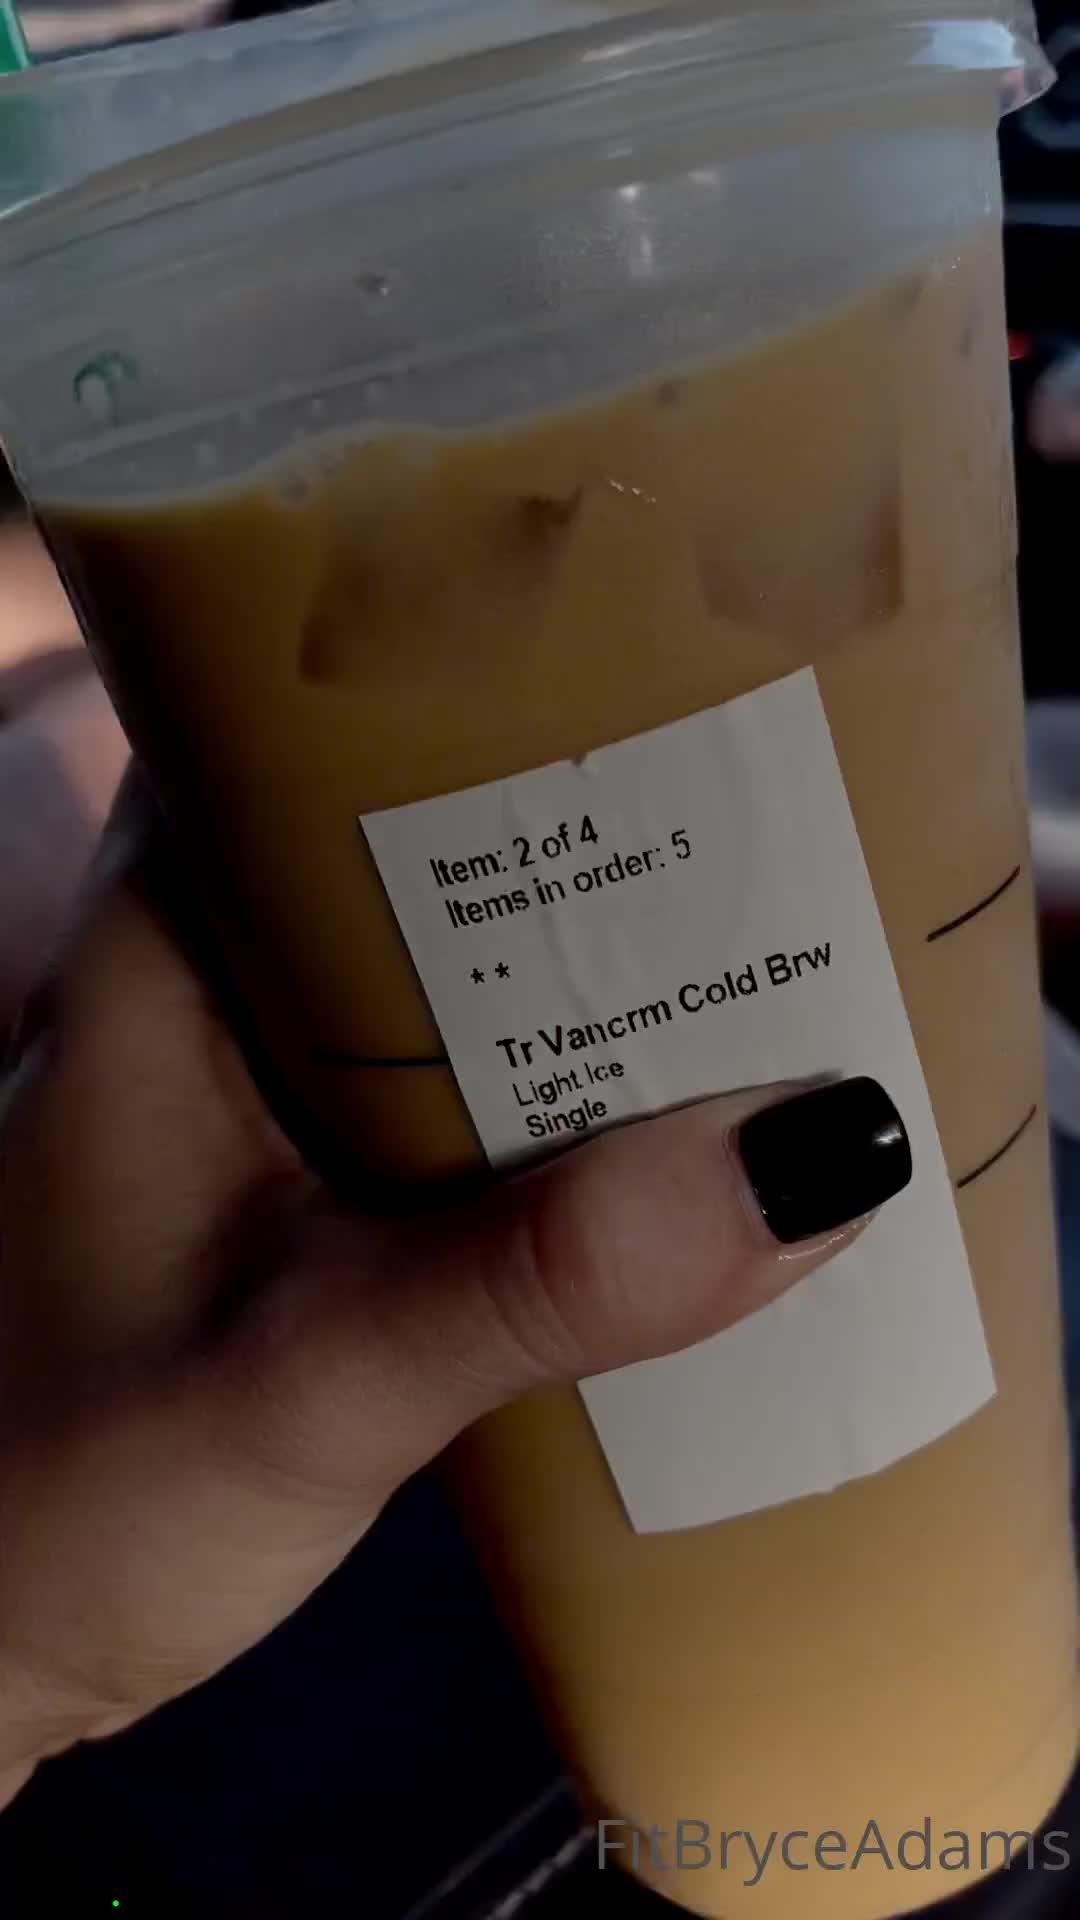 Item: 2 of 4
Items in order: 5
* *
Tr Vancrm Cold Brw
Light Ice
Single
FitBryceAdams